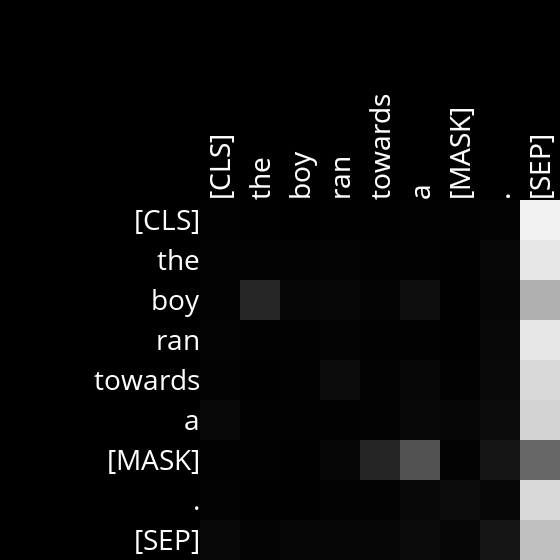 [CLS] the boy ran towards a [MASK] . [SEP]
[CLS]
the
boy
ran
towards
a
[MASK]
.
[SEP]